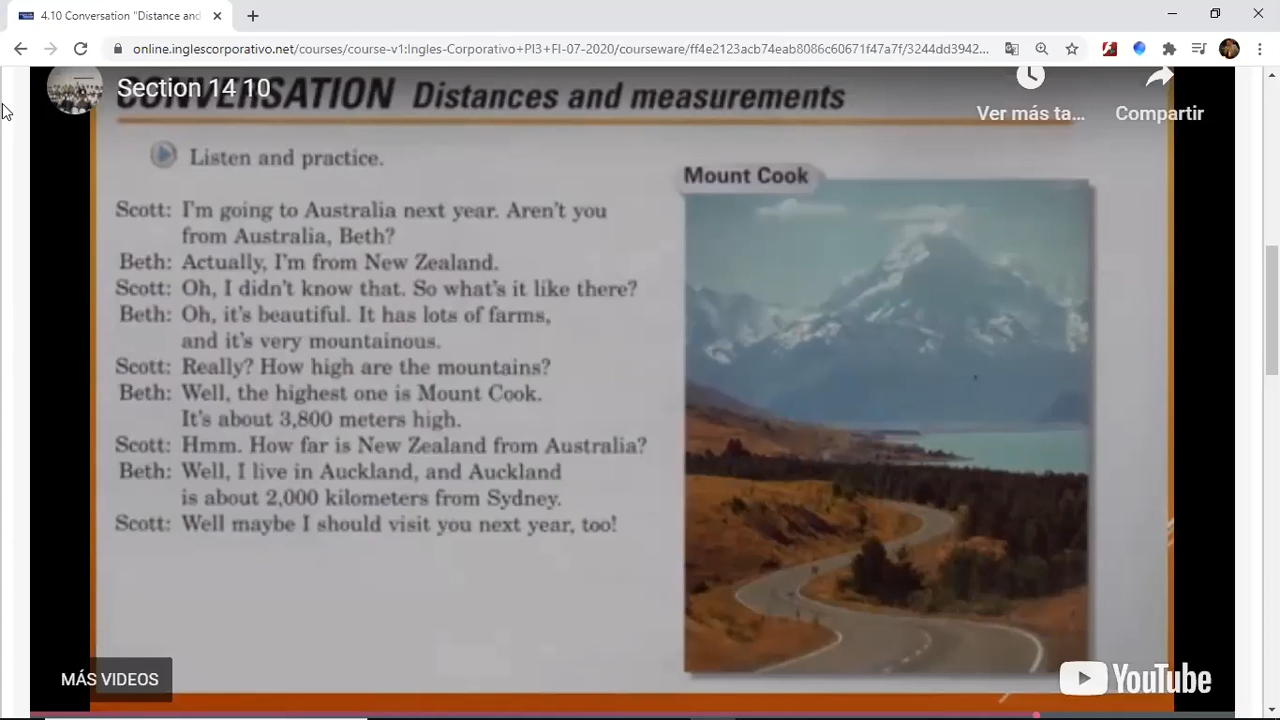 4.10 Conversation "Distance and
online.inglescorporativo.net/courses/course-v1:Ingles-Corporativo+PI3+FI-07-2020/courseware/ff4e2123acb74eab8086c60671f47a7f/3244dd3942...
Section 14 10
CONVERSATION Distances and measurements
Ver más ta...
Compartir
Listen and practice.
Mount Cook
Scott: I'm going to Australia next year. Aren't you
from Australia, Beth?
Beth: Actually, I'm from New Zealand.
Scott: Oh, I didn't know that. So what's it like there?
Beth: Oh, it's beautiful. It has lots of farms,
and it's very mountainous.
Scott: Really? How high are the mountains?
Beth: Well, the highest one is Mount Cook.
It's about 3,800 meters high.
Scott: Hmm. How far is New Zealand from Australia?
Beth: Well, I live in Auckland, and Auckland
is about 2,000 kilometers from Sydney.
Scott: Well maybe I should visit you next year, too!
MÁS VIDEOS
YouTube